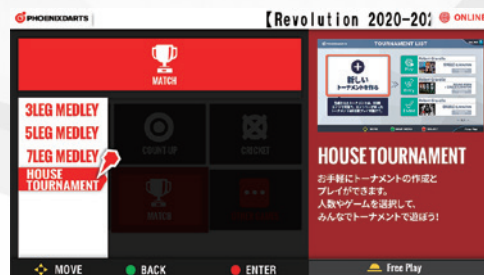 PHOENIXDARTS
【Revolution 2020-202
ONLINE
MATCH
3LEG MEDLEY
5LEG MEDLEY
7LEG MEDLEY
HOUSE
TOURNAMENT
COUNT UP
CRICKET
MATCH
TOURNAMENT LIST
新しい
トーナメントを作る
HOUSE TOURNAMENT
お手軽にトーナメントの作成と
プレイができます。
人数やゲームを選択して、
みんなでトーナメントで遊ぼう!
MOVE
BACK
ENTER
Free Play